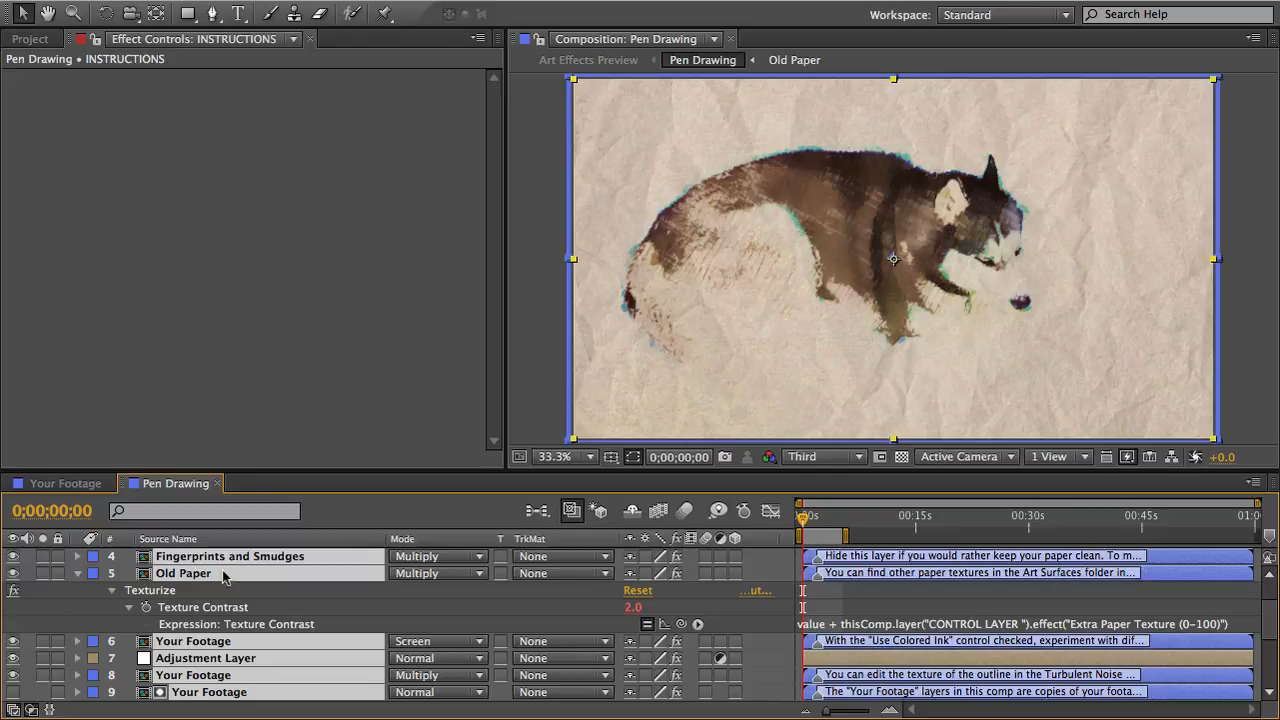 Workspace: Standard Search Help
Project Effect Controls: INSTRUCTIONS
Pen Drawing • INSTRUCTIONS
Composition: Pen Drawing
Art Effects Preview Pen Drawing Old Paper
33.3% 0;00;00;00 Third Active Camera 1 View +0.0
Your Footage Pen Drawing
0;00;00;00
00:15s 00:30s 00:45s
# Source Name Mode T TrkMat
4 Fingerprints and Smudges Multiply None Hide this layer if you would rather keep your paper clean. To m...
5 Old Paper Multiply None You can find other paper textures in the Art Surfaces folder in...
fx Texturize Reset ...ut...
Texture Contrast 2.0
Expression: Texture Contrast value + thisComp.layer("CONTROL LAYER ").effect("Extra Paper Texture (0-100)")
6 Your Footage Screen None With the "Use Colored Ink" control checked, experiment with dif...
7 Adjustment Layer Normal None
8 Your Footage Multiply None You can edit the texture of the outline in the Turbulent Noise ...
9 Your Footage Normal None The "Your Footage" layers in this comp are copies of your foota...